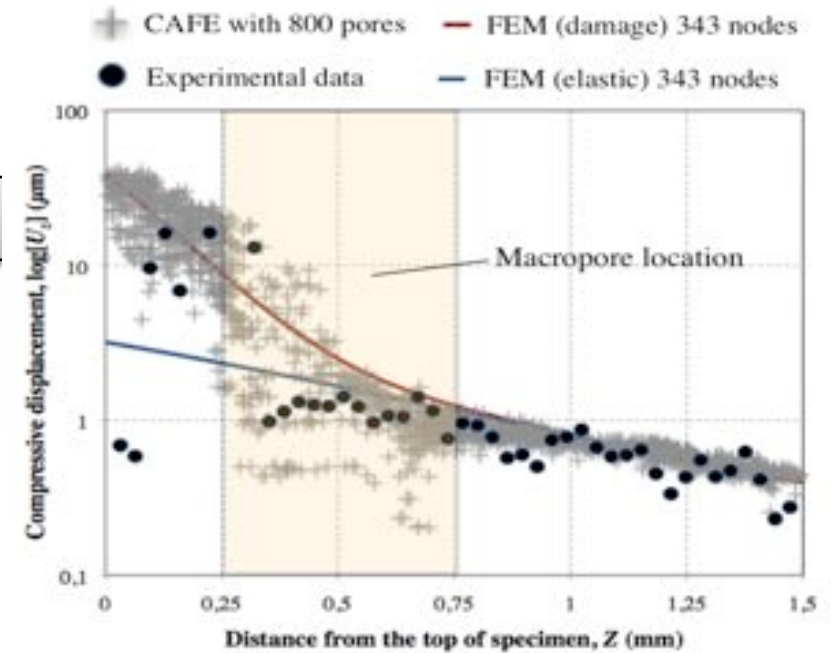 CAFE with 800 pores
FEM (damage) 343 nodes
Experimental data
FEM (elastic) 343 nodes
100
10
1
0,1
Compressive displacement, log[U_z] (μm)
Macropore location
0
0,25
0,5
0,75
1
1,25
1,5
Distance from the top of specimen, Z (mm)